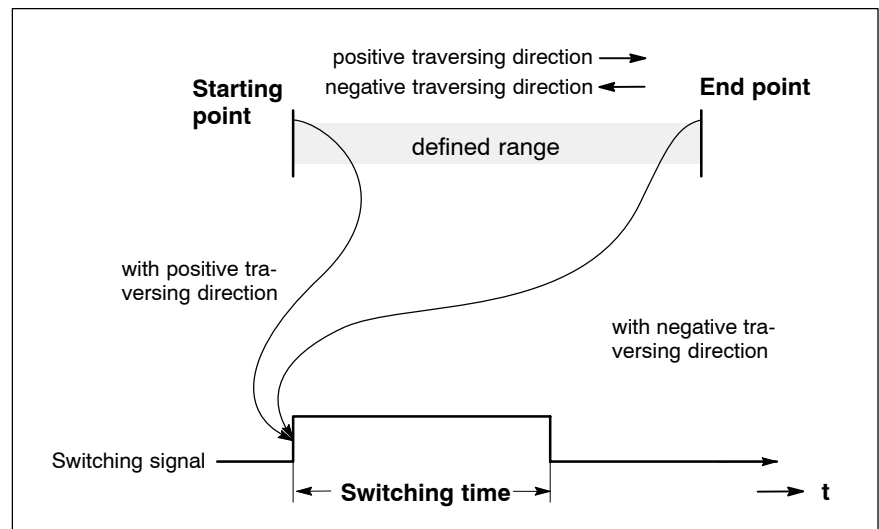 positive traversing direction
negative traversing direction
Starting
point
End point
defined range
with positive tra-
versing direction
with negative tra-
versing direction
Switching signal
Switching time
t